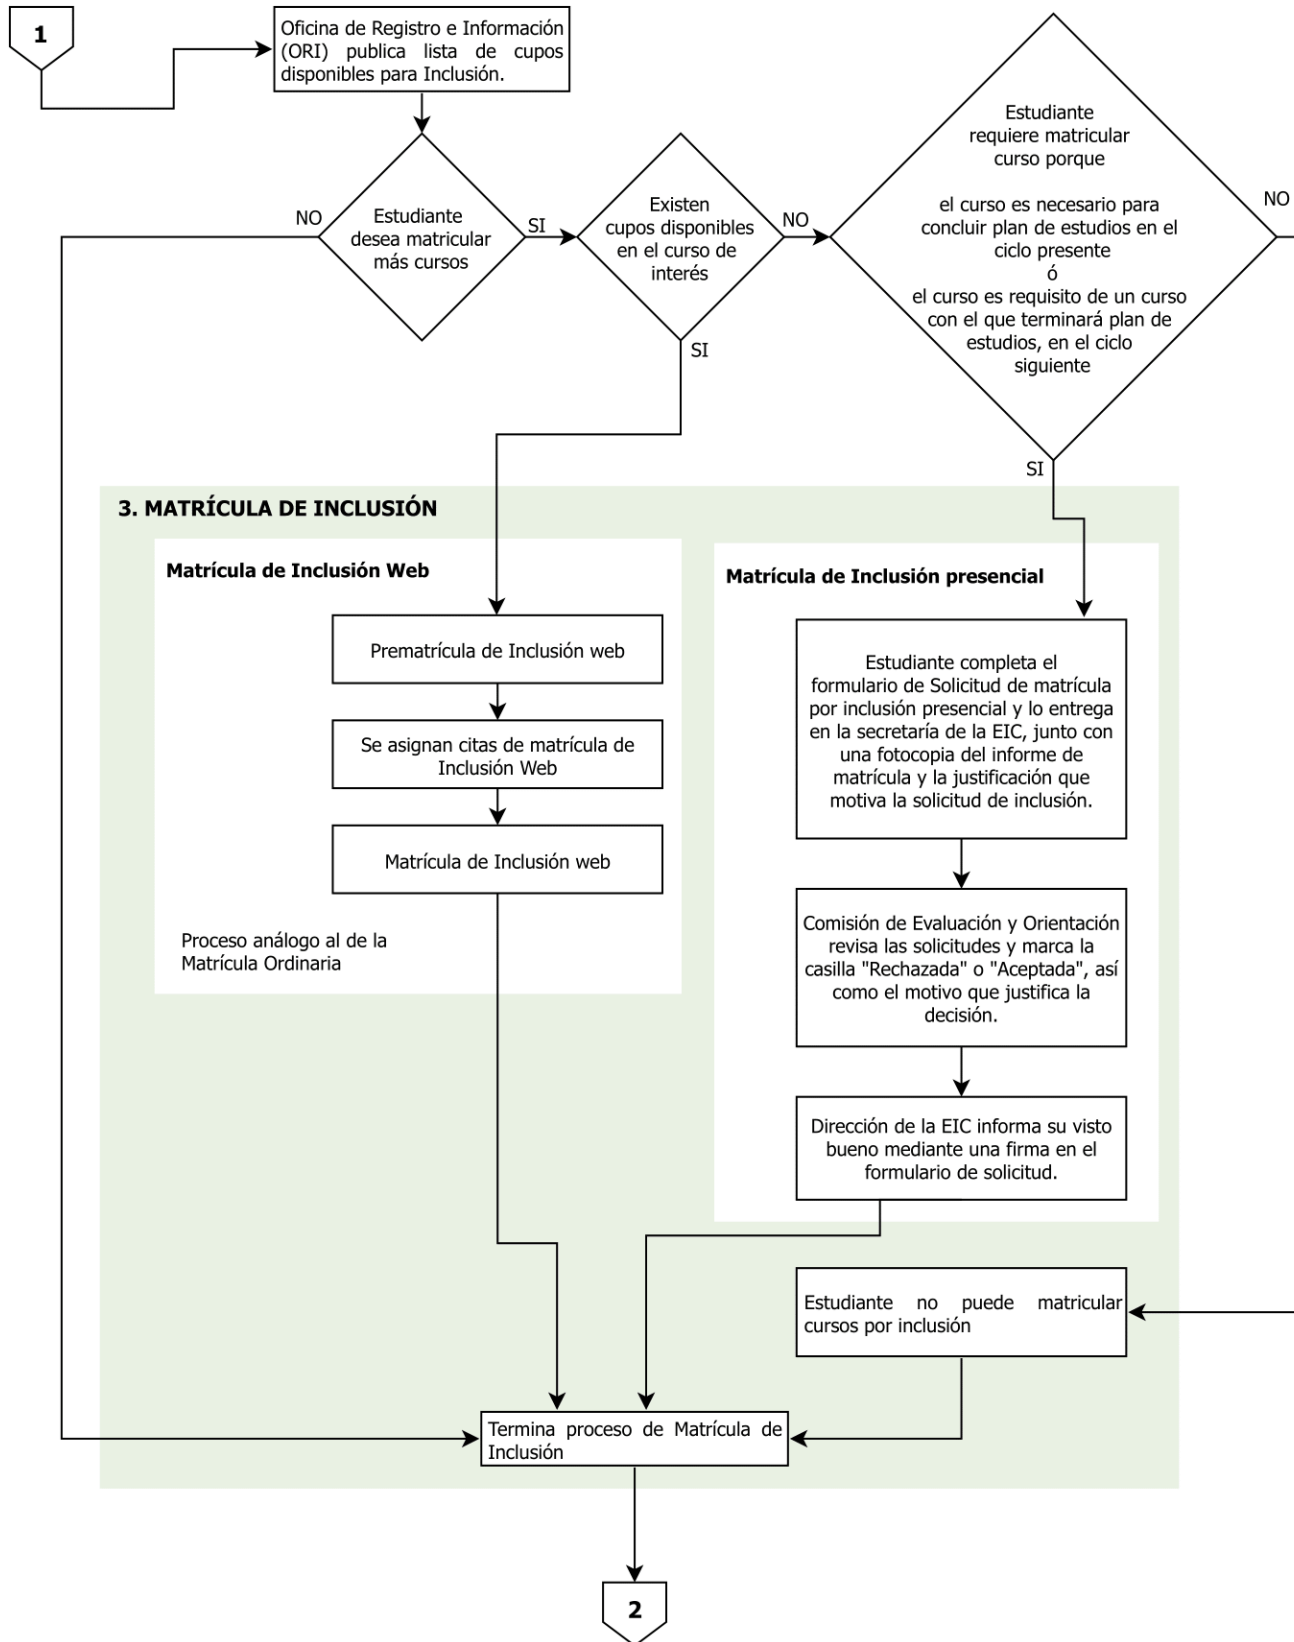 1
Oficina de Registro e Información
(ORI) publica lista de cupos
disponibles para Inclusión.
NO
Estudiante
desea matricular
más cursos
SI
Existen
cupos disponibles
en el curso de
interés
NO
SI
Estudiante
requiere matricular
curso porque
el curso es necesario para
concluir plan de estudios en el
ciclo presente
ó
el curso es requisito de un curso
con el que terminará plan de
estudios, en el ciclo
siguiente
NO
SI
3. MATRÍCULA DE INCLUSIÓN
Matrícula de Inclusión Web
Prematrícula de Inclusión web
Se asignan citas de matrícula de
Inclusión Web
Matrícula de Inclusión web
Proceso análogo al de la
Matrícula Ordinaria
Matrícula de Inclusión presencial
Estudiante completa el
formulario de Solicitud de matrícula
por inclusión presencial y lo entrega
en la secretaría de la EIC, junto con
una fotocopia del informe de
matrícula y la justificación que
motiva la solicitud de inclusión.
Comisión de Evaluación y Orientación
revisa las solicitudes y marca la
casilla "Rechazada" o "Aceptada", así
como el motivo que justifica la
decisión.
Dirección de la EIC informa su visto
bueno mediante una firma en el
formulario de solicitud.
Estudiante no puede matricular
cursos por inclusión
Termina proceso de Matrícula de
Inclusión
2